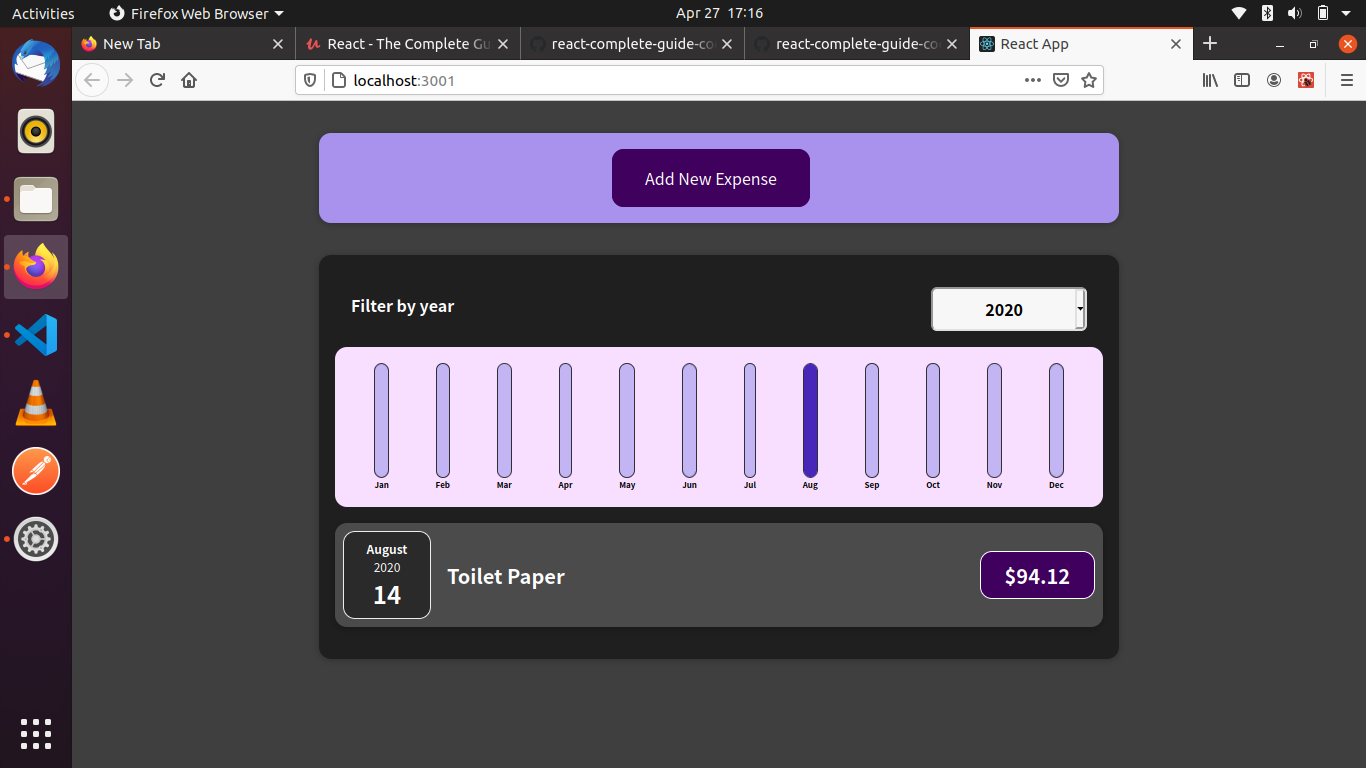 Activities Firefox Web Browser Apr 27 17:16
New Tab React - The Complete Gu react-complete-guide-co react-complete-guide-co React App
localhost:3001
Add New Expense
Filter by year 2020
Jan Feb Mar Apr May Jun Jul Aug Sep Oct Nov Dec
August
2020
14
Toilet Paper
$94.12